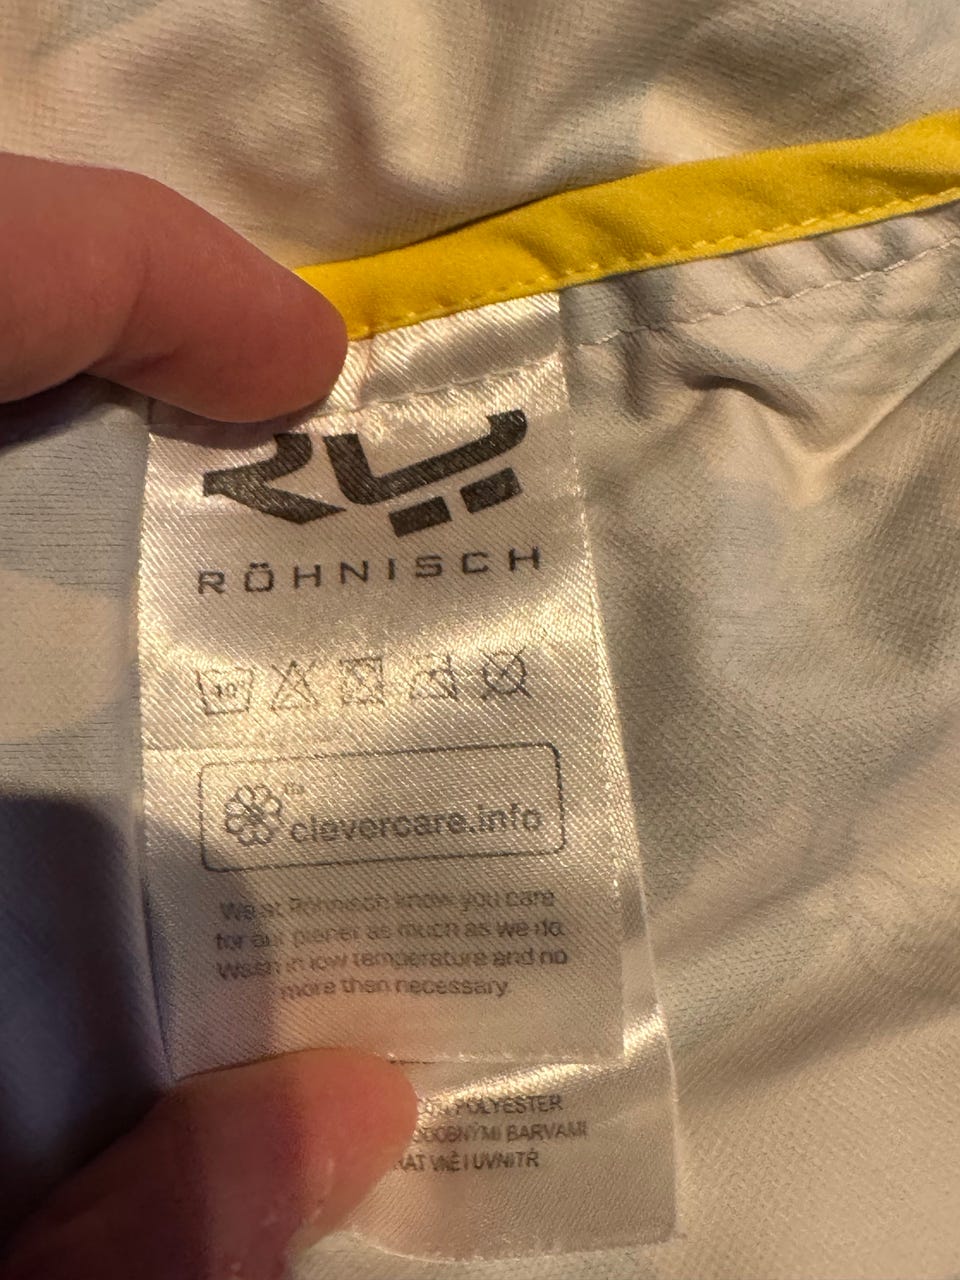 RÖHNISCH
clevercare.info
We at Röhnisch know you care
for our planet as much as we do.
Wash in low temperature and no
more than necessary.
POLYESTER
BARVAMI
VNĚ I UVNITŘ